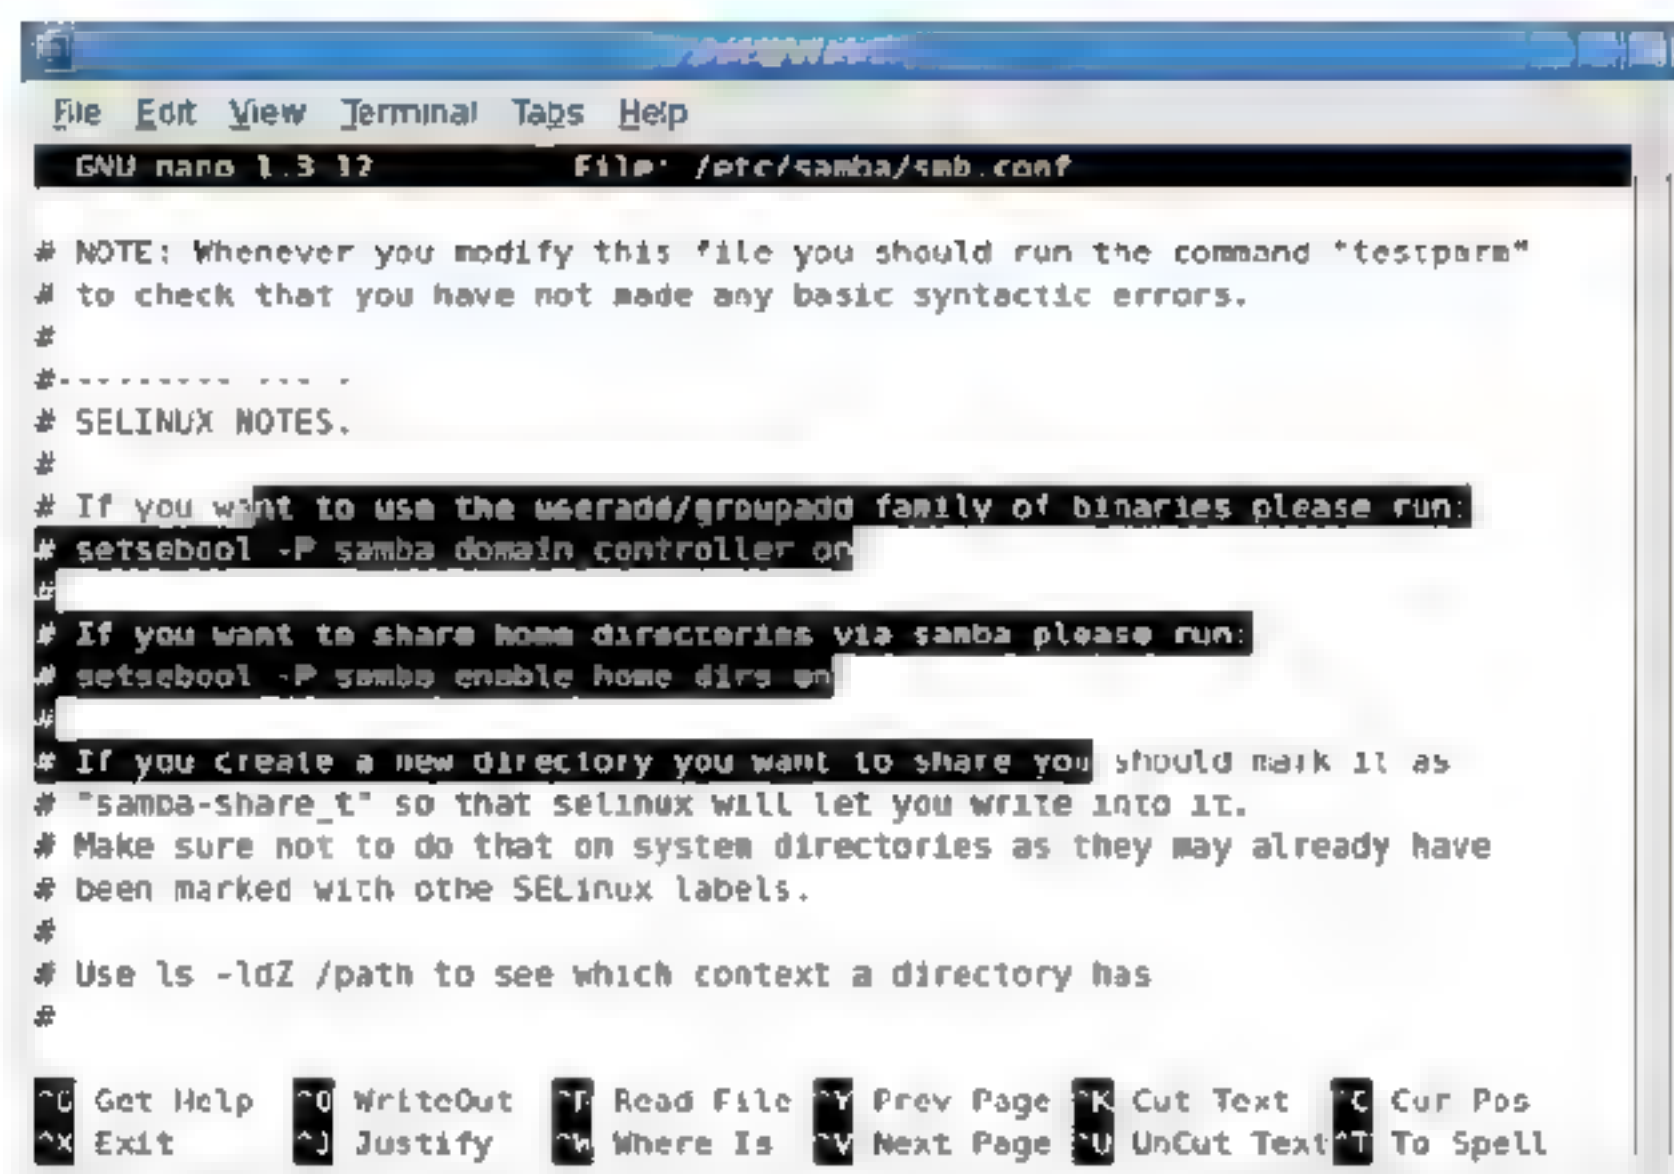 File Edit View Terminal Tabs Help
GNU nano 1.3.12 File: /etc/samba/smb.conf
# NOTE: Whenever you modify this file you should run the command "testparm"
# to check that you have not made any basic syntactic errors.
#
#---------------
# SELINUX NOTES.
#
# If you want to use the useradd/groupadd family of binaries please run:
# setsebool -P samba_domain_controller on
#
# If you want to share home directories via samba please run:
# setsebool -P samba_enable_home_dirs on
#
# If you create a new directory you want to share you should mark it as
# "samba-share_t" so that selinux will let you write into it.
# Make sure not to do that on system directories as they may already have
# been marked with othe SELinux labels.
#
# Use ls -ldZ /path to see which context a directory has
#
^G Get Help ^O WriteOut ^R Read File ^Y Prev Page ^K Cut Text ^C Cur Pos
^X Exit ^J Justify ^W Where Is ^V Next Page ^U UnCut Text ^T To Spell